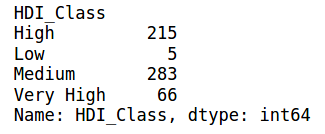 HDI_Class
High 215
Low 5
Medium 283
Very High 66
Name: HDI_Class, dtype: int64